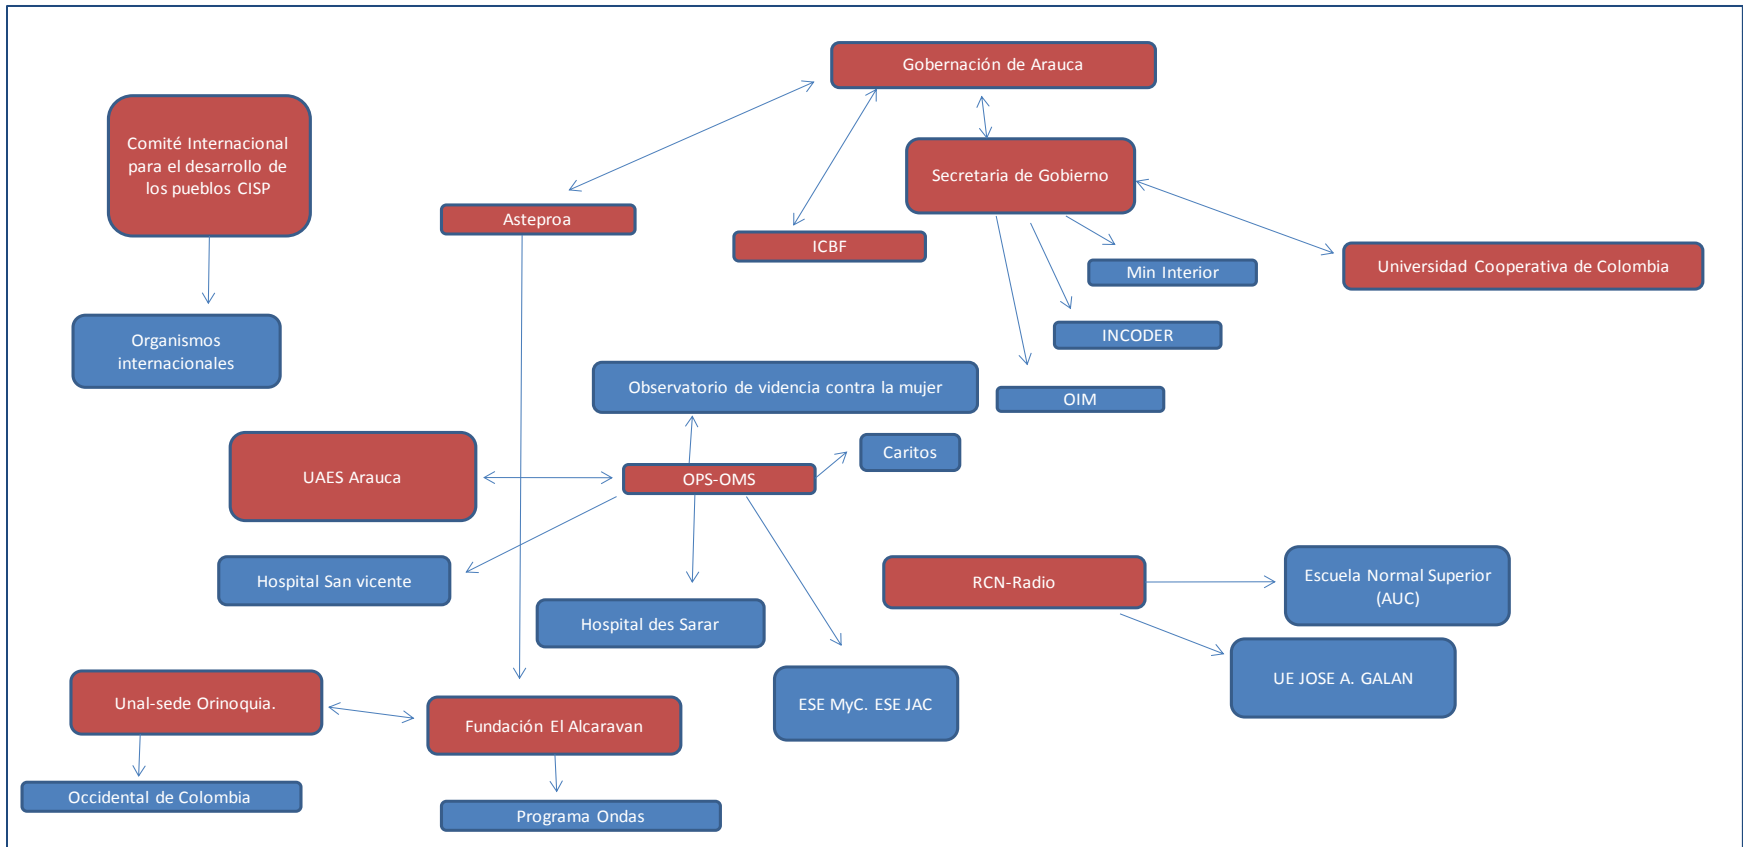 Gobernación de Arauca
Comité Internacional
para el desarrollo de
los pueblos CISP
Secretaria de Gobierno
Asteproa
ICBF
Min Interior
Universidad Cooperativa de Colombia
INCODER
Organismos
internacionales
Observatorio de videncia contra la mujer
OIM
Caritos
UAES Arauca
OPS-OMS
Hospital San vicente
RCN-Radio
Escuela Normal Superior
(AUC)
Hospital des Sarar
UE JOSE A. GALAN
Unal-sede Orinoquia.
ESE MyC. ESE JAC
Fundación El Alcaravan
Occidental de Colombia
Programa Ondas